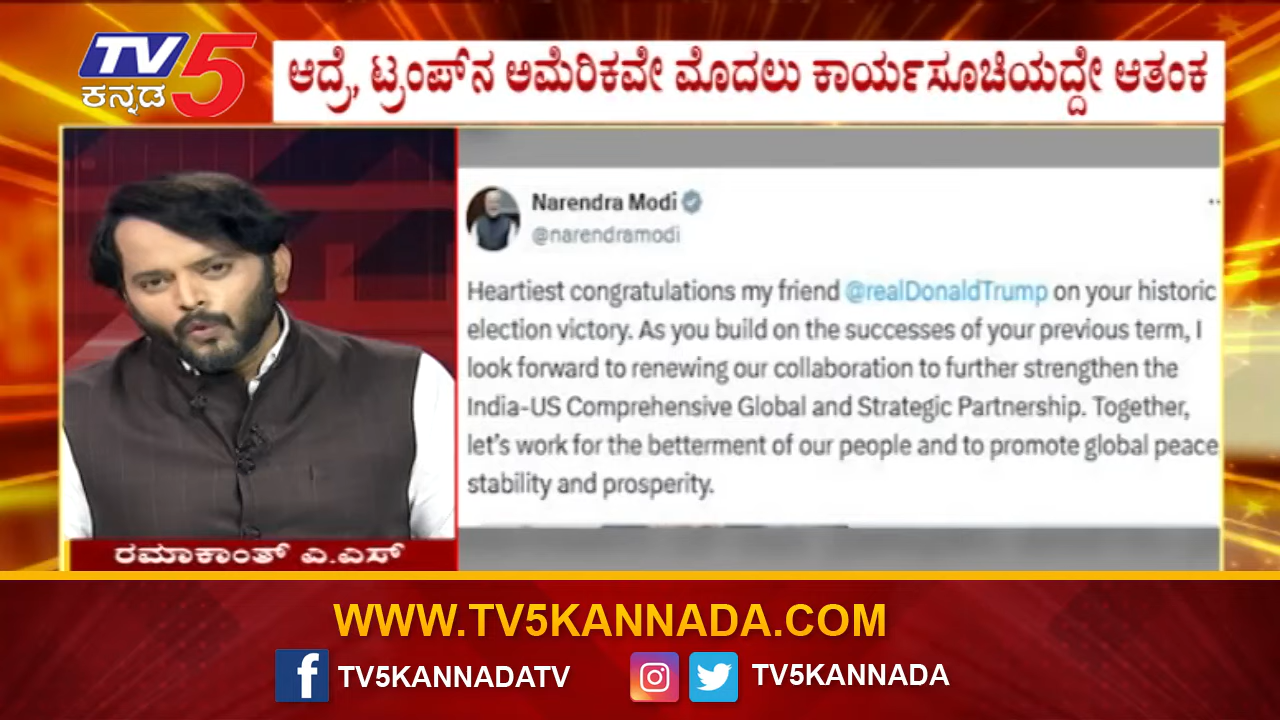 TV5
ಕನ್ನಡ
ಆದ್ರೆ, ಟ್ರಂಪ್‌ನ ಅಮೆರಿಕವೇ ಮೊದಲು ಕಾರ್ಯಸೂಚಿಯದ್ದೇ ಆತಂಕ
Narendra Modi
@narendramodi
Heartiest congratulations my friend @realDonaldTrump on your historic
election victory. As you build on the successes of your previous term, I
look forward to renewing our collaboration to further strengthen the
India-US Comprehensive Global and Strategic Partnership. Together,
let's work for the betterment of our people and to promote global peace
stability and prosperity.
ರಮಾಕಾಂತ್ ಎ.ಎಸ್
WWW.TV5KANNADA.COM
f TV5KANNADATV
TV5KANNADA